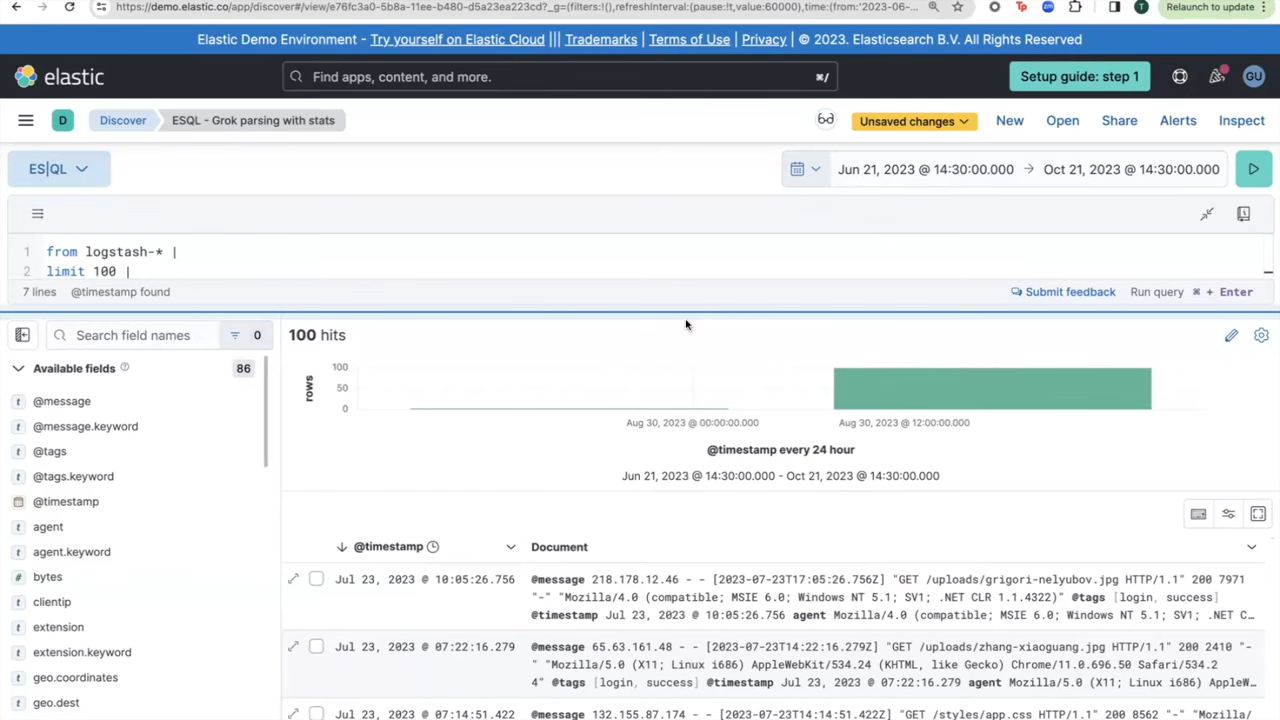 https://demo.elastic.co/app/discover#/view/e76fc3a0-5b8a-11ee-b480-d5a23ea223cd?_g=(filters:!(),refreshInterval:(pause:!t,value:60000),time:(from:'2023-06-...
Relaunch to update
Elastic Demo Environment - Try yourself on Elastic Cloud ||| Trademarks | Terms of Use | Privacy | © 2023. Elasticsearch B.V. All Rights Reserved
elastic
Find apps, content, and more.
⌘/
Setup guide: step 1
GU
D
Discover
ESQL - Grok parsing with stats
Unsaved changes
New
Open
Share
Alerts
Inspect
ES|QL
Jun 21, 2023 @ 14:30:00.000 → Oct 21, 2023 @ 14:30:00.000
1 from logstash-* |
2 limit 100 |
7 lines @timestamp found
Submit feedback Run query ⌘ + Enter
Search field names
0
100 hits
Available fields
86
t @message
t @message.keyword
t @tags
t @tags.keyword
@timestamp
t agent
t agent.keyword
# bytes
t clientip
t extension
t extension.keyword
t geo.coordinates
t geo.dest
rows
100
50
0
Aug 30, 2023 @ 00:00:00.000
Aug 30, 2023 @ 12:00:00.000
@timestamp every 24 hour
Jun 21, 2023 @ 14:30:00.000 - Oct 21, 2023 @ 14:30:00.000
@timestamp
Document
Jul 23, 2023 @ 10:05:26.756
@message 218.178.12.46 - - [2023-07-23T17:05:26.756Z] "GET /uploads/grigori-nelyubov.jpg HTTP/1.1" 200 7971
"-" "Mozilla/4.0 (compatible; MSIE 6.0; Windows NT 5.1; SV1; .NET CLR 1.1.4322)" @tags [login, success]
@timestamp Jul 23, 2023 @ 10:05:26.756 agent Mozilla/4.0 (compatible; MSIE 6.0; Windows NT 5.1; SV1; .NET C…
Jul 23, 2023 @ 07:22:16.279
@message 65.63.161.48 - - [2023-07-23T14:22:16.279Z] "GET /uploads/zhang-xiaoguang.jpg HTTP/1.1" 200 2410 "-
" "Mozilla/5.0 (X11; Linux i686) AppleWebKit/534.24 (KHTML, like Gecko) Chrome/11.0.696.50 Safari/534.2
4" @tags [login, success] @timestamp Jul 23, 2023 @ 07:22:16.279 agent Mozilla/5.0 (X11; Linux i686) AppleW…
Jul 23, 2023 @ 07:14:51.422
@message 132.155.87.174 - - [2023-07-23T14:14:51.422Z] "GET /styles/app.css HTTP/1.1" 200 8562 "-" "Mozilla/